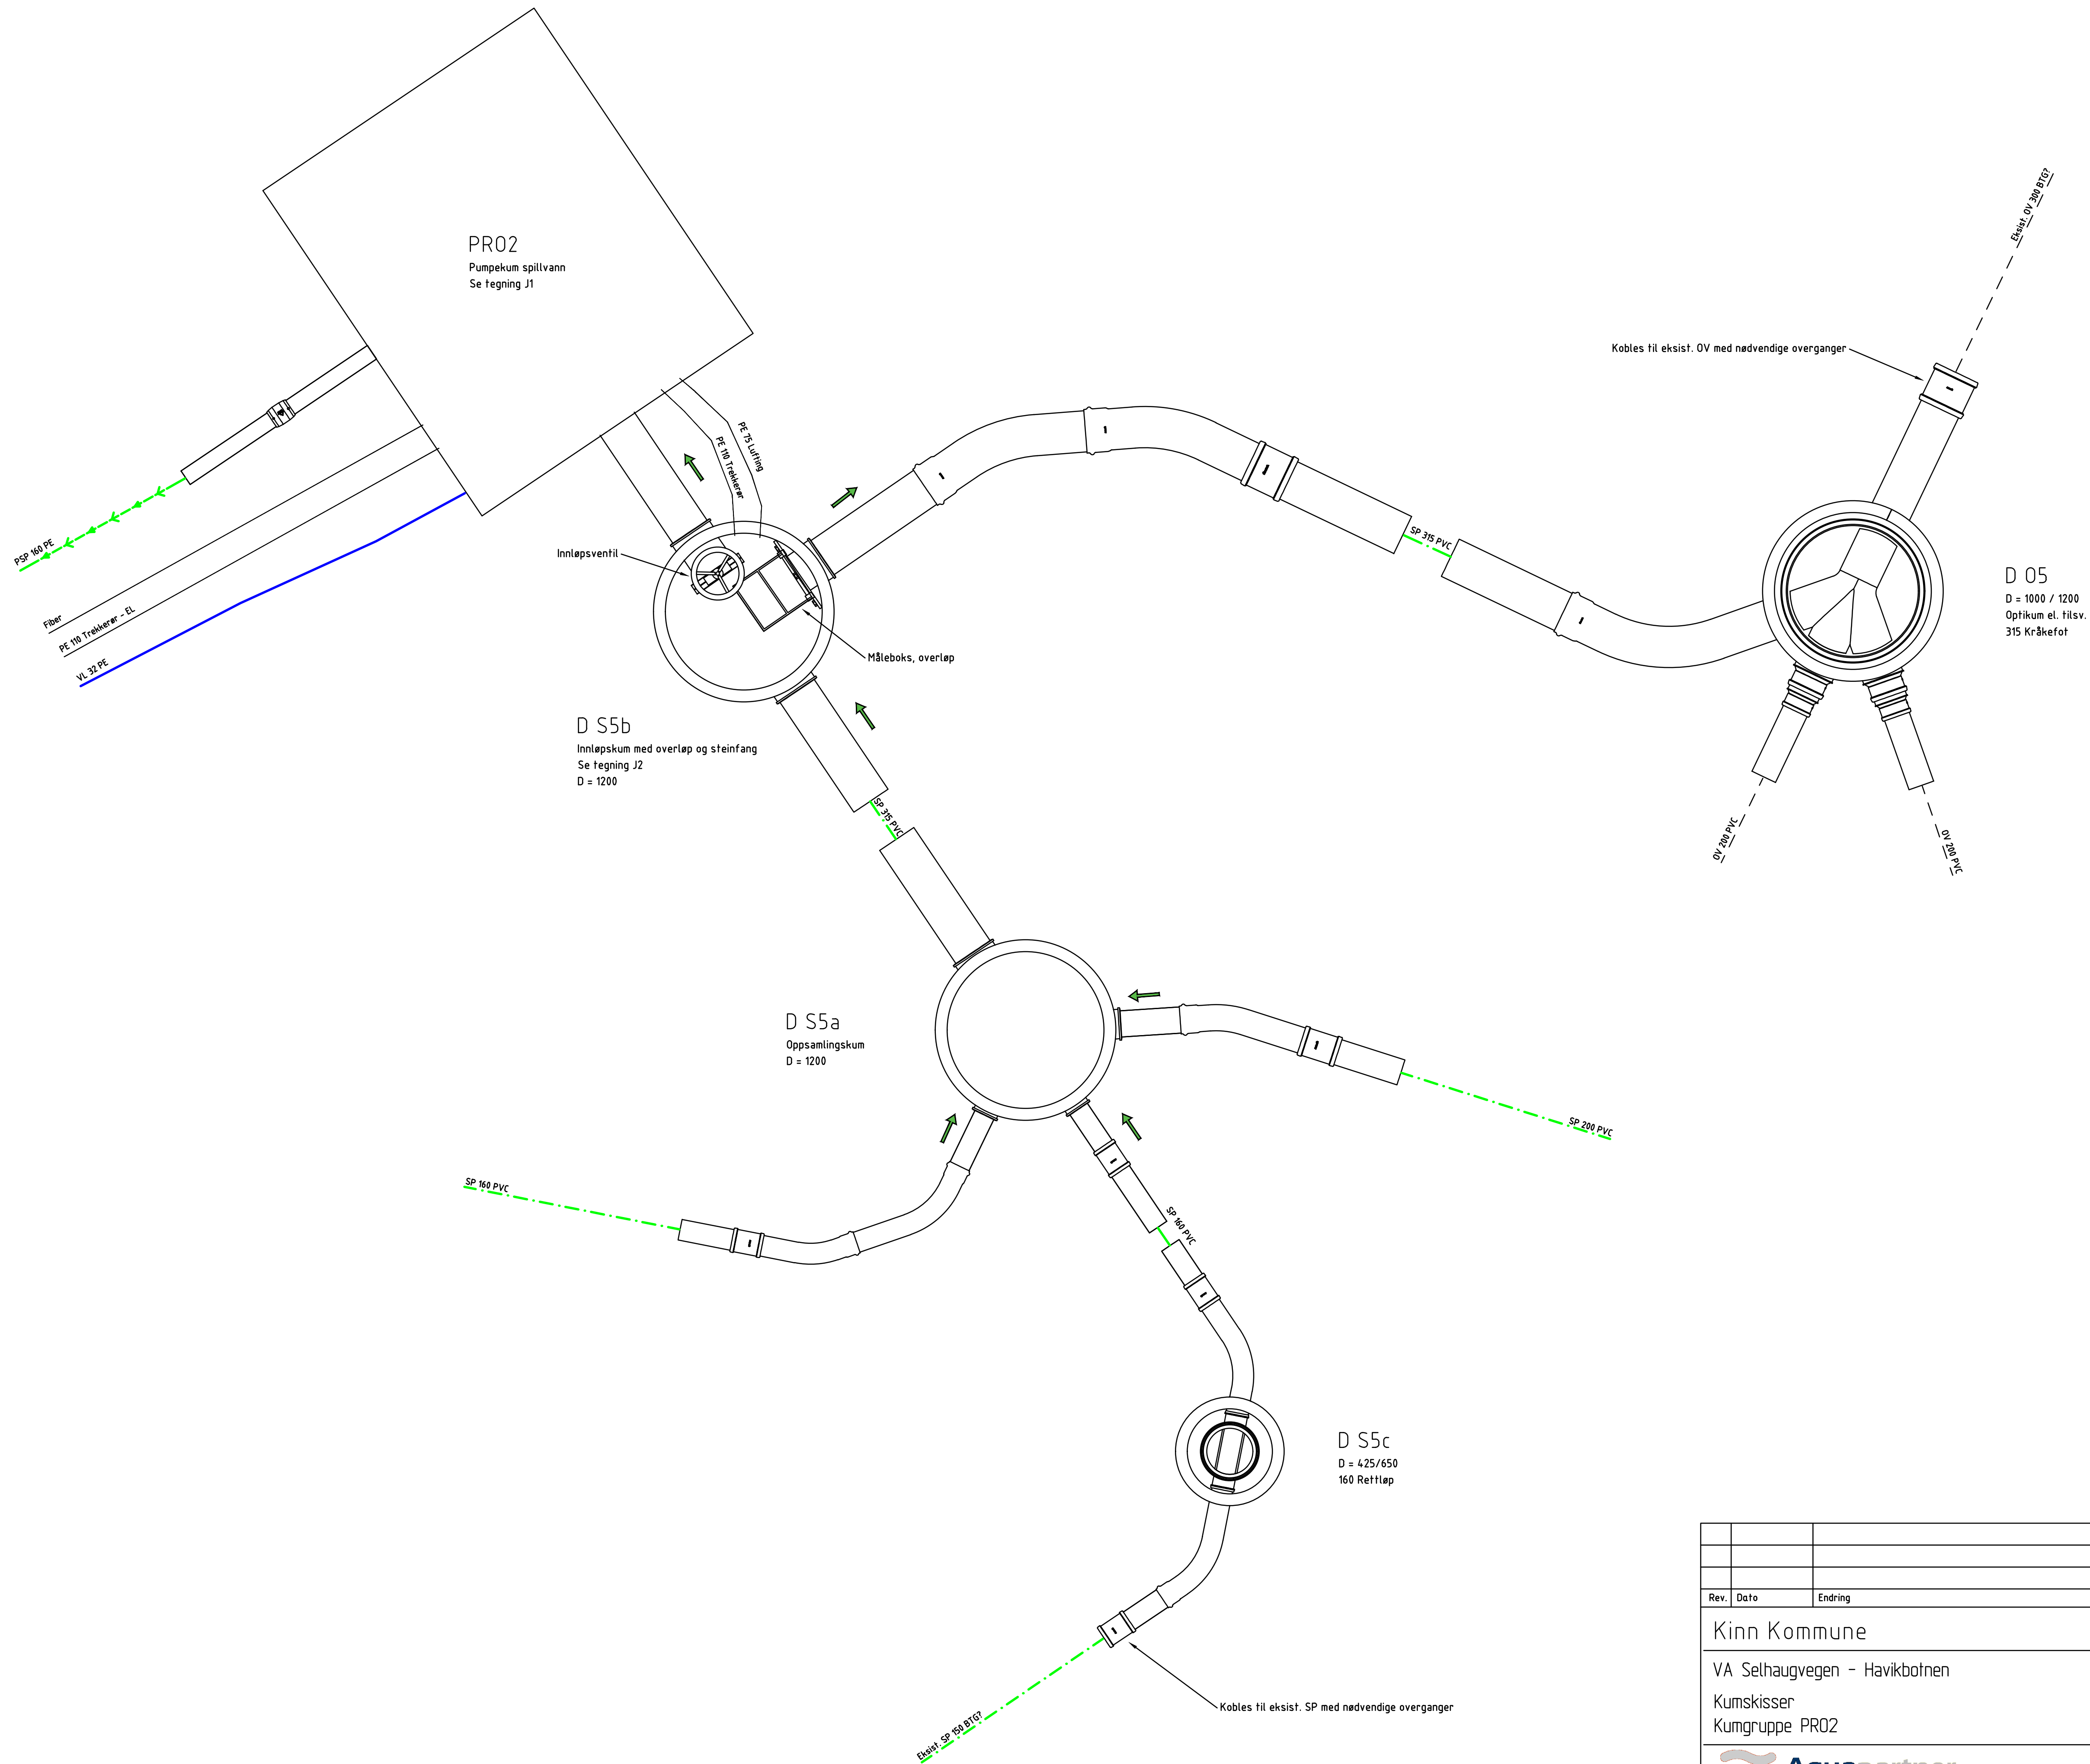 PRO2
Pumpekum spillvann
Se tegning J1
PE 75 Lufting
PE 110 Trekkerør
Innløpsventil
Måleboks, overløp
PSP 160 PE
Fiber
PE 110 Trekkerør - EL
VL 32 PE
D S5b
Innløpskum med overløp og steinfang
Se tegning J2
D = 1200
SP 315 PVC
SP 315 PVC
Eksist. OV 300 BTG?
Kobles til eksist. OV med nødvendige overganger
D O5
D = 1000 / 1200
Optikum el. tilsv.
315 Kråkefot
OV 200 PVC
OV 200 PVC
D S5a
Oppsamlingskum
D = 1200
SP 200 PVC
SP 160 PVC
SP 160 PVC
D S5c
D = 425/650
160 Rettløp
Kobles til eksist. SP med nødvendige overganger
Eksist. SP 150 BTG?
Rev. Dato Endring
Kinn Kommune
VA Selhaugvegen - Havikbotnen
Kumskisser
Kumgruppe PRO2
Aquapartner